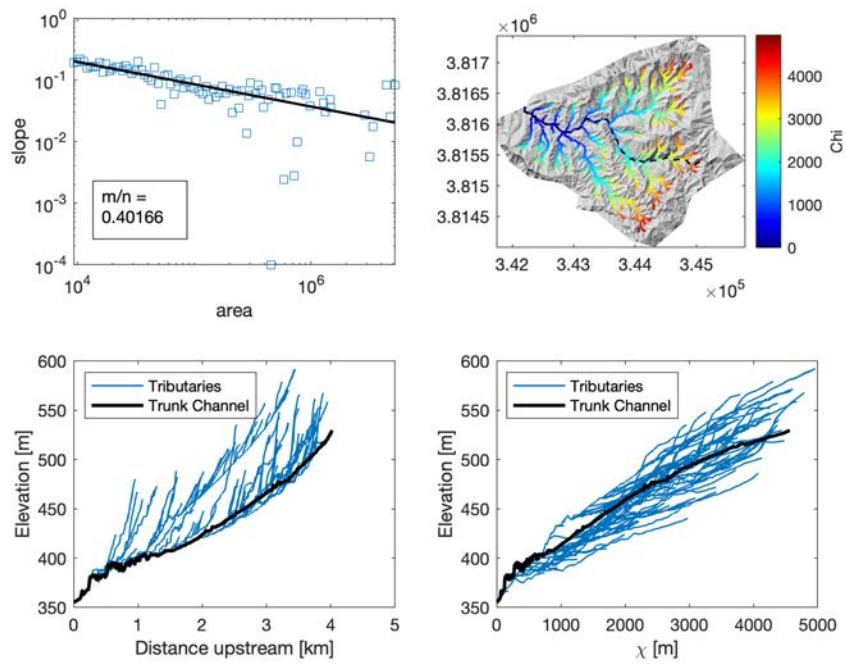 10^0
10^-1
10^-2
10^-3
10^-4
slope
m/n =
0.40166
10^4
10^6
area
×10^6
3.817
3.8165
3.816
3.8155
3.815
3.8145
3.42
3.43
3.44
3.45
×10^5
4000
3000
2000
1000
0
Chi
600
550
500
450
400
350
Elevation [m]
Tributaries
Trunk Channel
0 1 2 3 4 5
Distance upstream [km]
600
550
500
450
400
350
Elevation [m]
Tributaries
Trunk Channel
0 1000 2000 3000 4000 5000
χ [m]